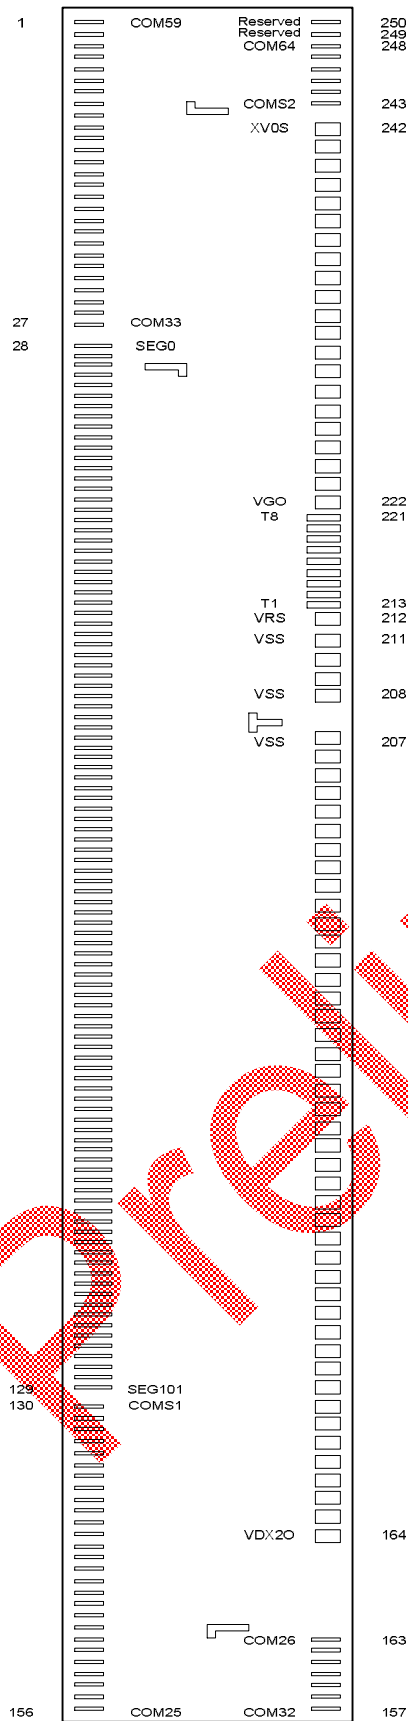 1 COM59 Reserved 250
Reserved 249
COM64 248
COMS2 243
XV0S 242
27 COM33
28 SEG0
VGO 222
T8 221
T1 213
VRS 212
VSS 211
VSS 208
VSS 207
Preli
129 SEG101
130 COMS1
VDX2O 164
COM26 163
156 COM25 COM32 157